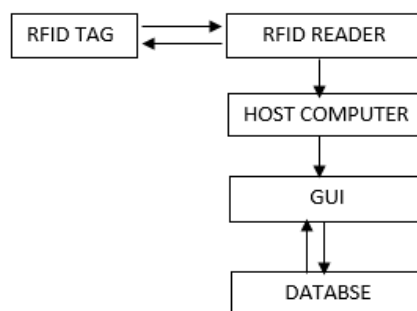 RFID TAG
RFID READER
HOST COMPUTER
GUI
DATABSE